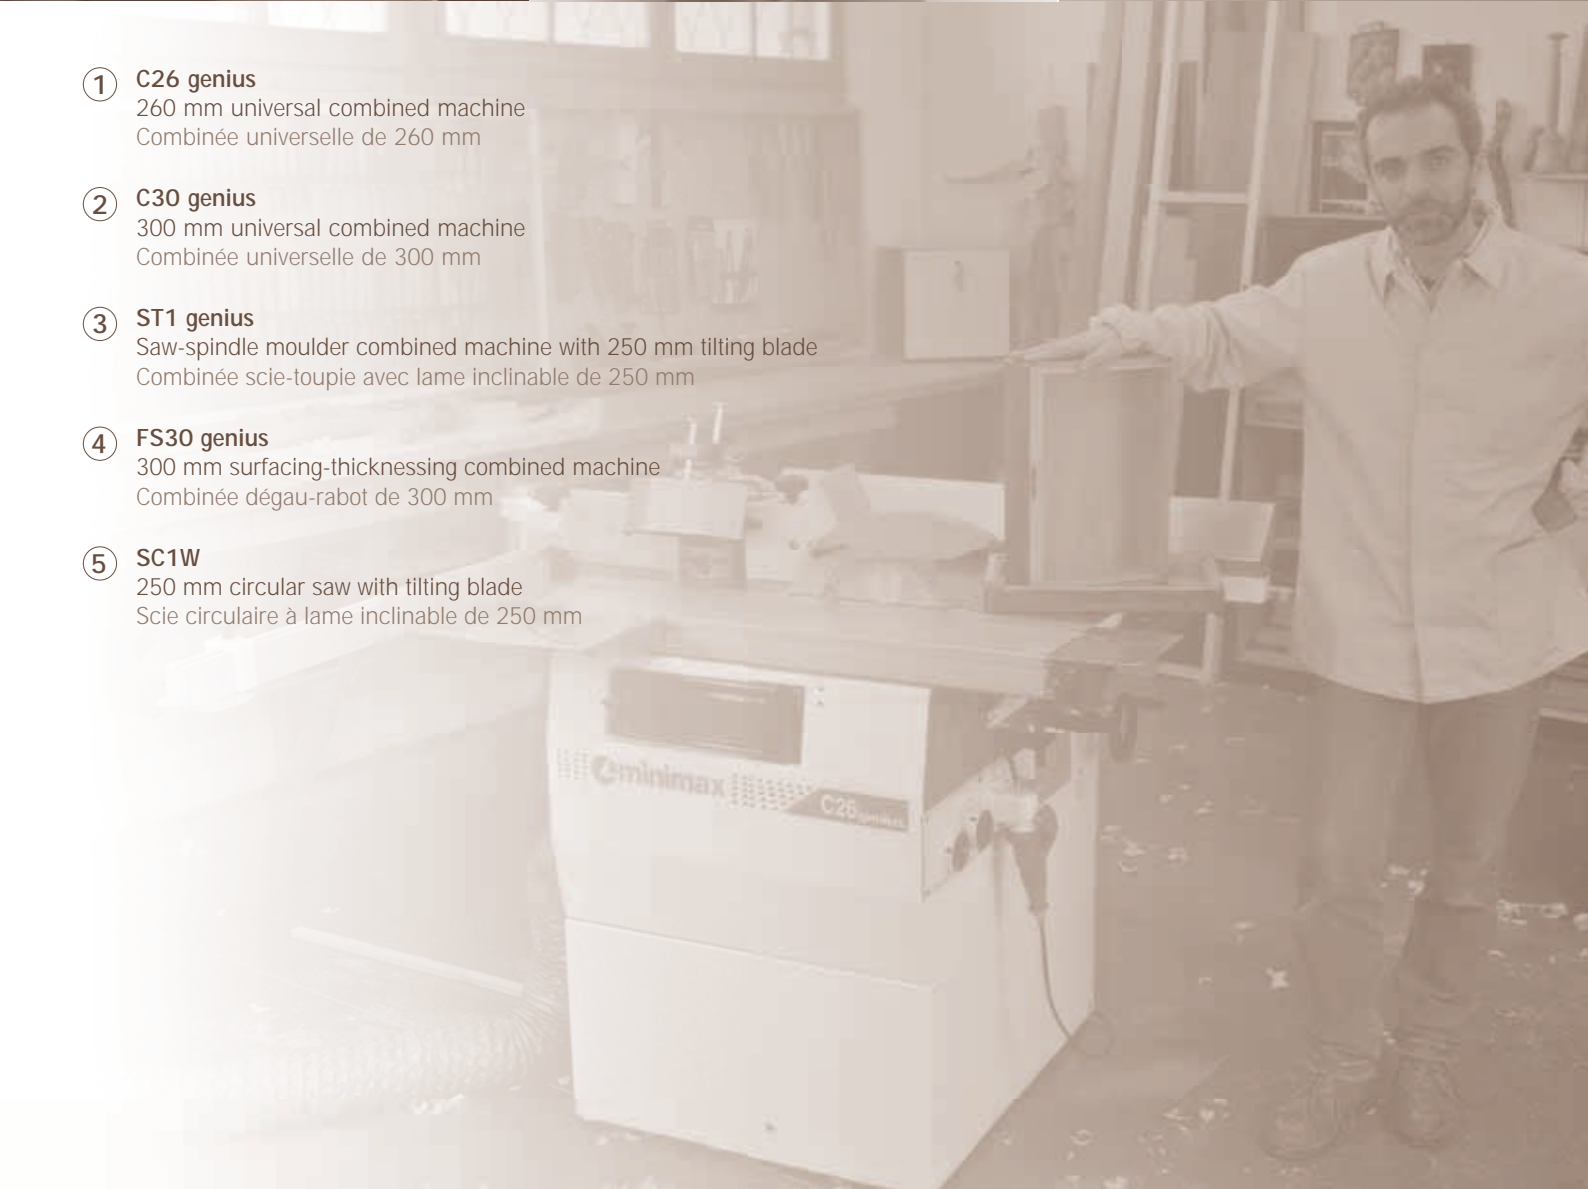 1 C26 genius
260 mm universal combined machine
Combinée universelle de 260 mm
2 C30 genius
300 mm universal combined machine
Combinée universelle de 300 mm
3 ST1 genius
Saw-spindle moulder combined machine with 250 mm tilting blade
Combinée scie-toupie avec lame inclinable de 250 mm
4 FS30 genius
300 mm surfacing-thicknessing combined machine
Combinée dégau-rabot de 300 mm
5 SC1W
250 mm circular saw with tilting blade
Scie circulaire à lame inclinable de 250 mm
minimax C26 genius